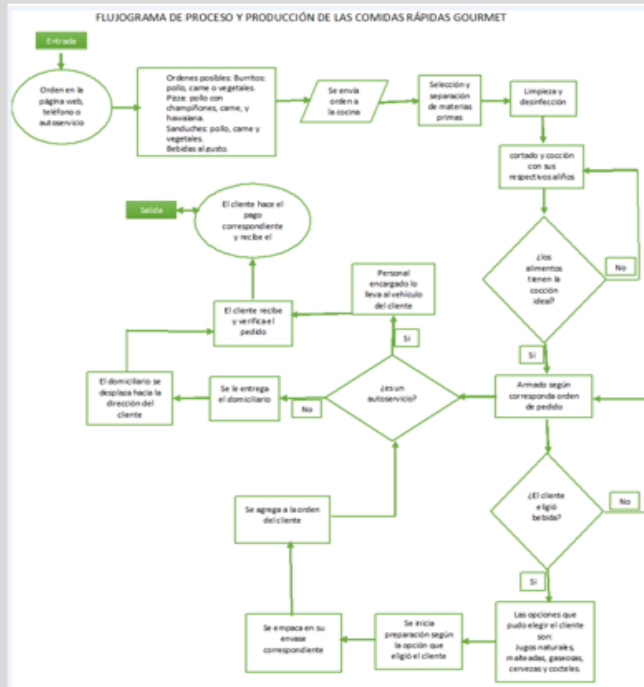 FLUJOGRAMA DE PROCESO Y PRODUCCIÓN DE LAS COMIDAS RÁPIDAS GOURMET
Entrada
Orden en la
página web,
teléfono o
autoservicio
Ordenes posibles: Burritos:
pollo, carne o vegetales.
Pizza: pollo con
champiñones, carne, y
hawaiana.
Sanduches: pollo, carne y
vegetales.
Bebidas al gusto.
Se envía
orden a
la cocina
Selección y
separación
de materias
primas
Limpieza y
desinfección
cortado y cocción
con sus
respectivos aliños
¿los
alimentos
tienen la
cocción
ideal?
No
Si
Armado según
corresponda orden
de pedido
¿El cliente
eligió
bebida?
No
Si
Las opciones que
pudo elegir el cliente
son:
Jugos naturales,
malteadas, gaseosas,
cervezas y cocteles.
Se inicia
preparación según
la opción que
eligió el cliente
Se empaca en su
envase
correspondiente
Se agrega a la orden
del cliente
¿es un
autoservicio?
Si
No
Personal
encargado lo
lleva al vehículo
del cliente
Se le entrega
el domiciliario
El domiciliario se
desplaza hacia la
dirección del
cliente
El cliente recibe
y verifica el
pedido
El cliente hace el
pago
correspondiente
y recibe el
Salida